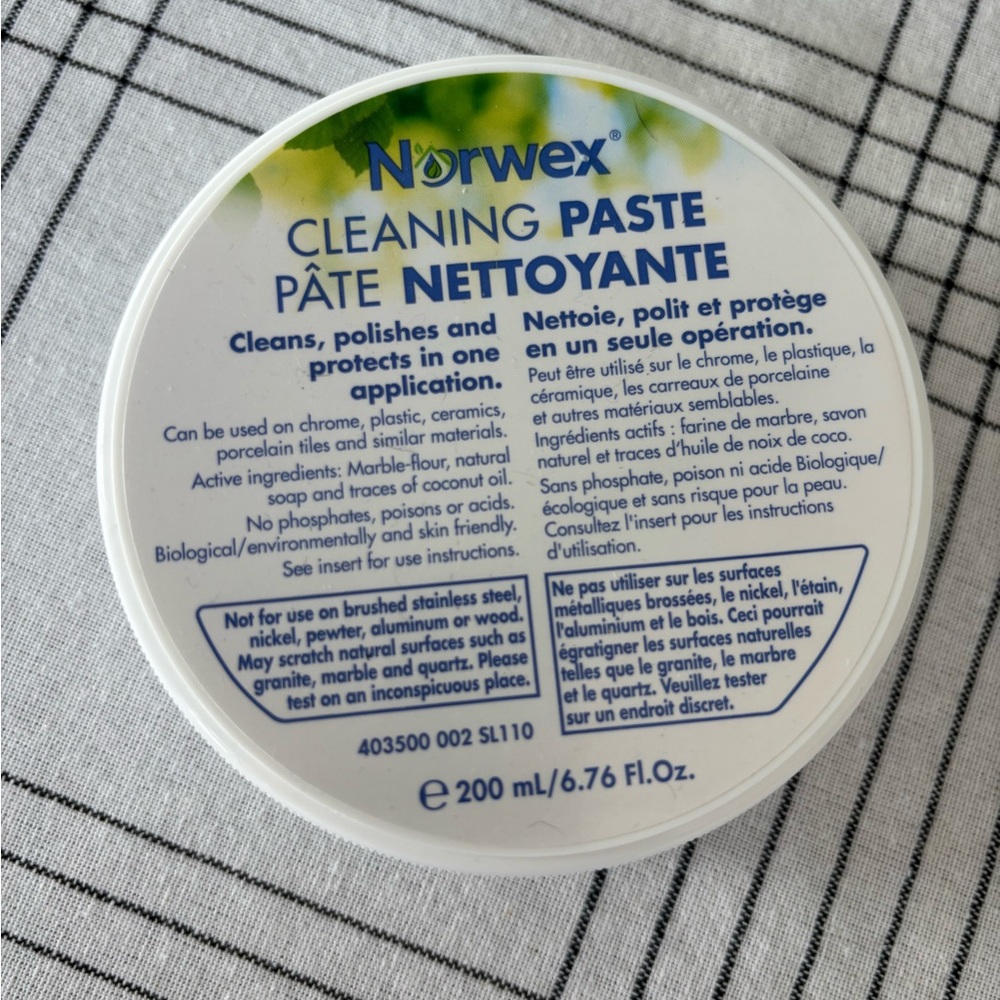 Norwex®
CLEANING PASTE
PÂTE NETTOYANTE
Cleans, polishes and
protects in one
application.
Can be used on chrome, plastic, ceramics,
porcelain tiles and similar materials.
Active ingredients: Marble-flour, natural
soap and traces of coconut oil.
No phosphates, poisons or acids.
Biological/environmentally and skin friendly.
See insert for use instructions.
Not for use on brushed stainless steel,
nickel, pewter, aluminum or wood.
May scratch natural surfaces such as
granite, marble and quartz. Please
test on an inconspicuous place.
Nettoie, polit et protège
en un seule opération.
Peut être utilisé sur le chrome, le plastique, la
céramique, les carreaux de porcelaine
et autres matériaux semblables.
Ingrédients actifs : farine de marbre, savon
naturel et traces d'huile de noix de coco.
Sans phosphate, poison ni acide Biologique/
écologique et sans risque pour la peau.
Consultez l'insert pour les instructions
d'utilisation.
Ne pas utiliser sur les surfaces
métalliques brossées, le nickel, l'étain,
l'aluminium et le bois. Ceci pourrait
égratigner les surfaces naturelles
telles que le granite, le marbre
et le quartz. Veuillez tester
sur un endroit discret.
403500 002 SL110
℮ 200 mL/6.76 Fl.Oz.